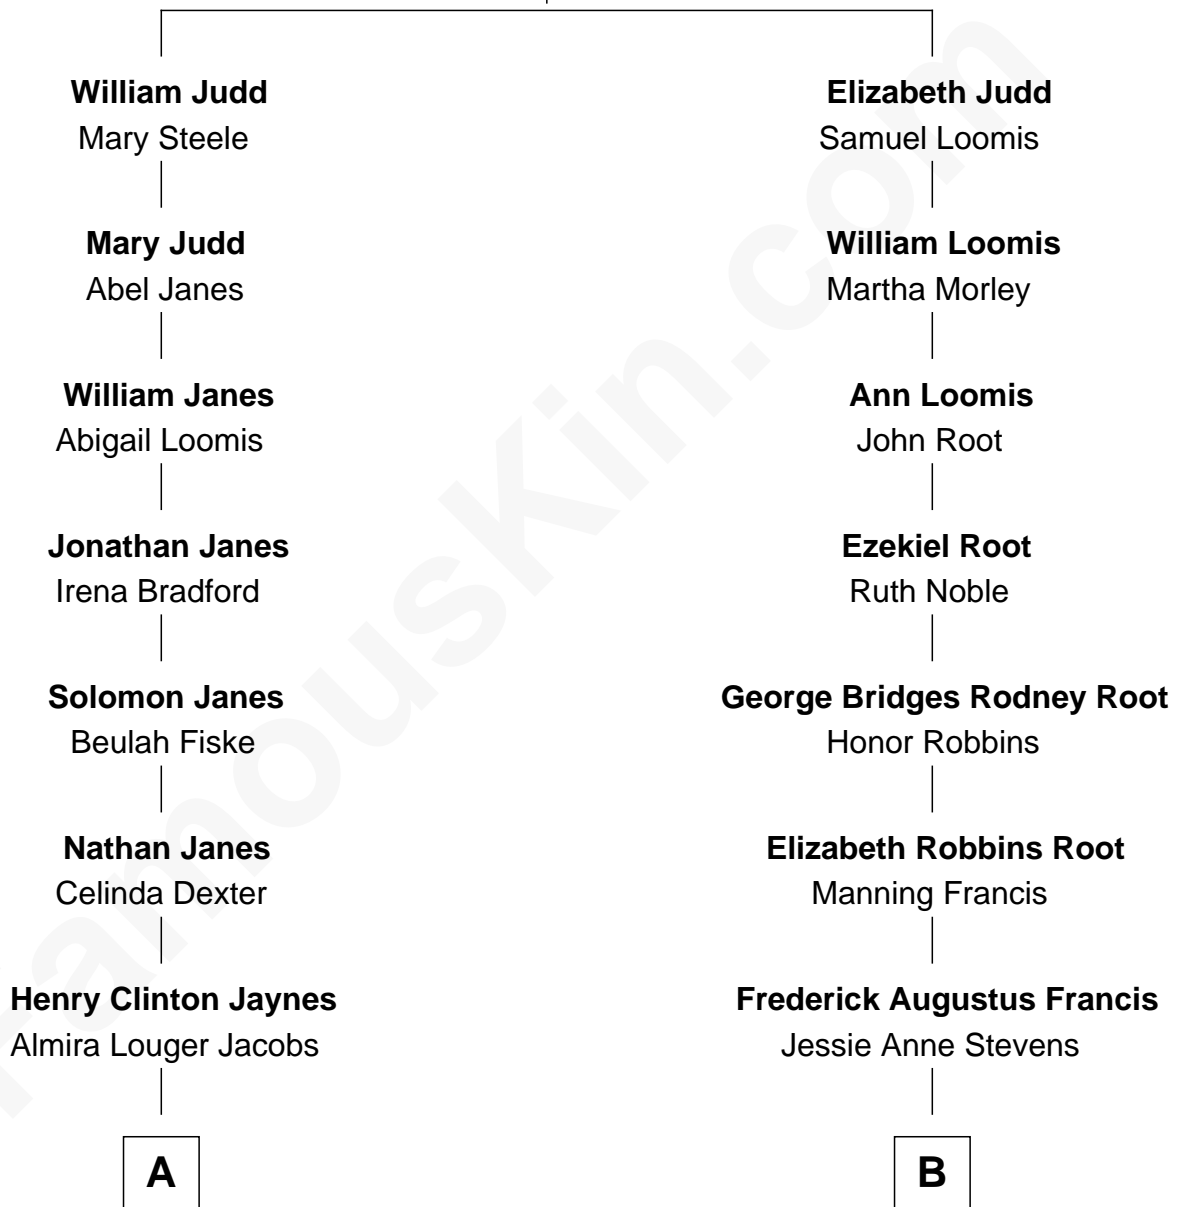 William Judd
Mary Steele
Elizabeth Judd
Samuel Loomis
Mary Judd
Abel Janes
William Loomis
Martha Morley
William Janes
Abigail Loomis
Ann Loomis
John Root
Jonathan Janes
Irena Bradford
Ezekiel Root
Ruth Noble
Solomon Janes
Beulah Fiske
George Bridges Rodney Root
Honor Robbins
Nathan Janes
Celinda Dexter
Elizabeth Robbins Root
Manning Francis
Henry Clinton Jaynes
Almira Louger Jacobs
Frederick Augustus Francis
Jessie Anne Stevens
A
B
FamousKin.com